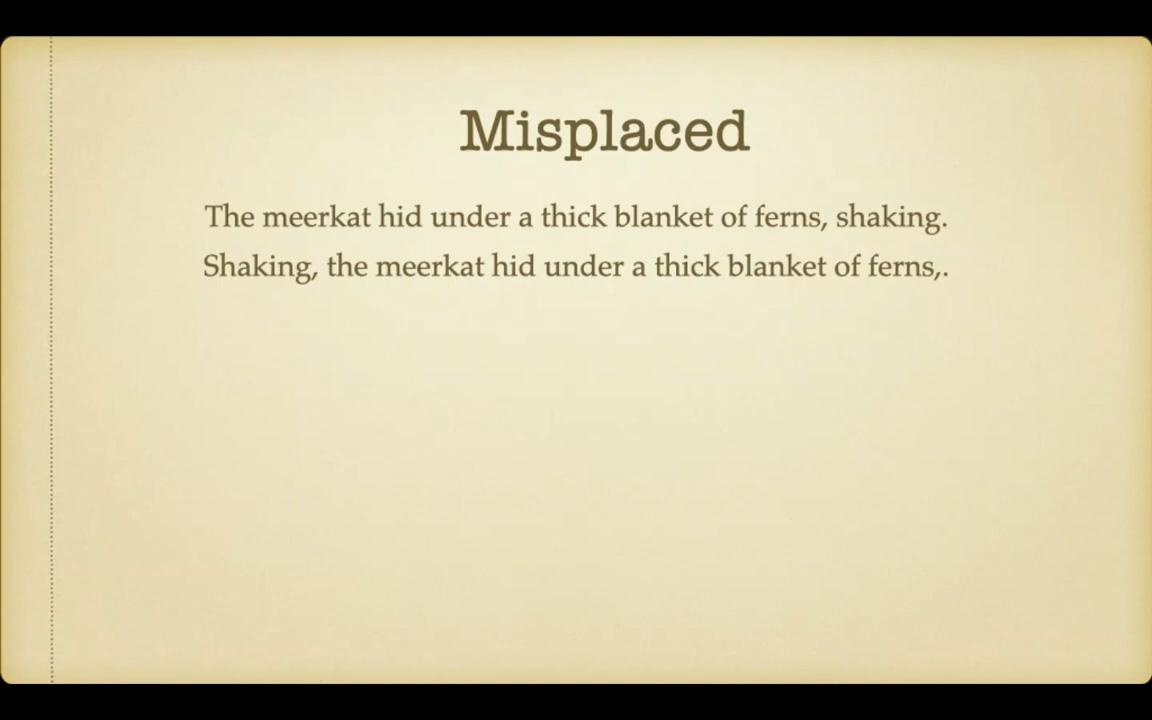 Misplaced
The meerkat hid under a thick blanket of ferns, shaking.
Shaking, the meerkat hid under a thick blanket of ferns,.